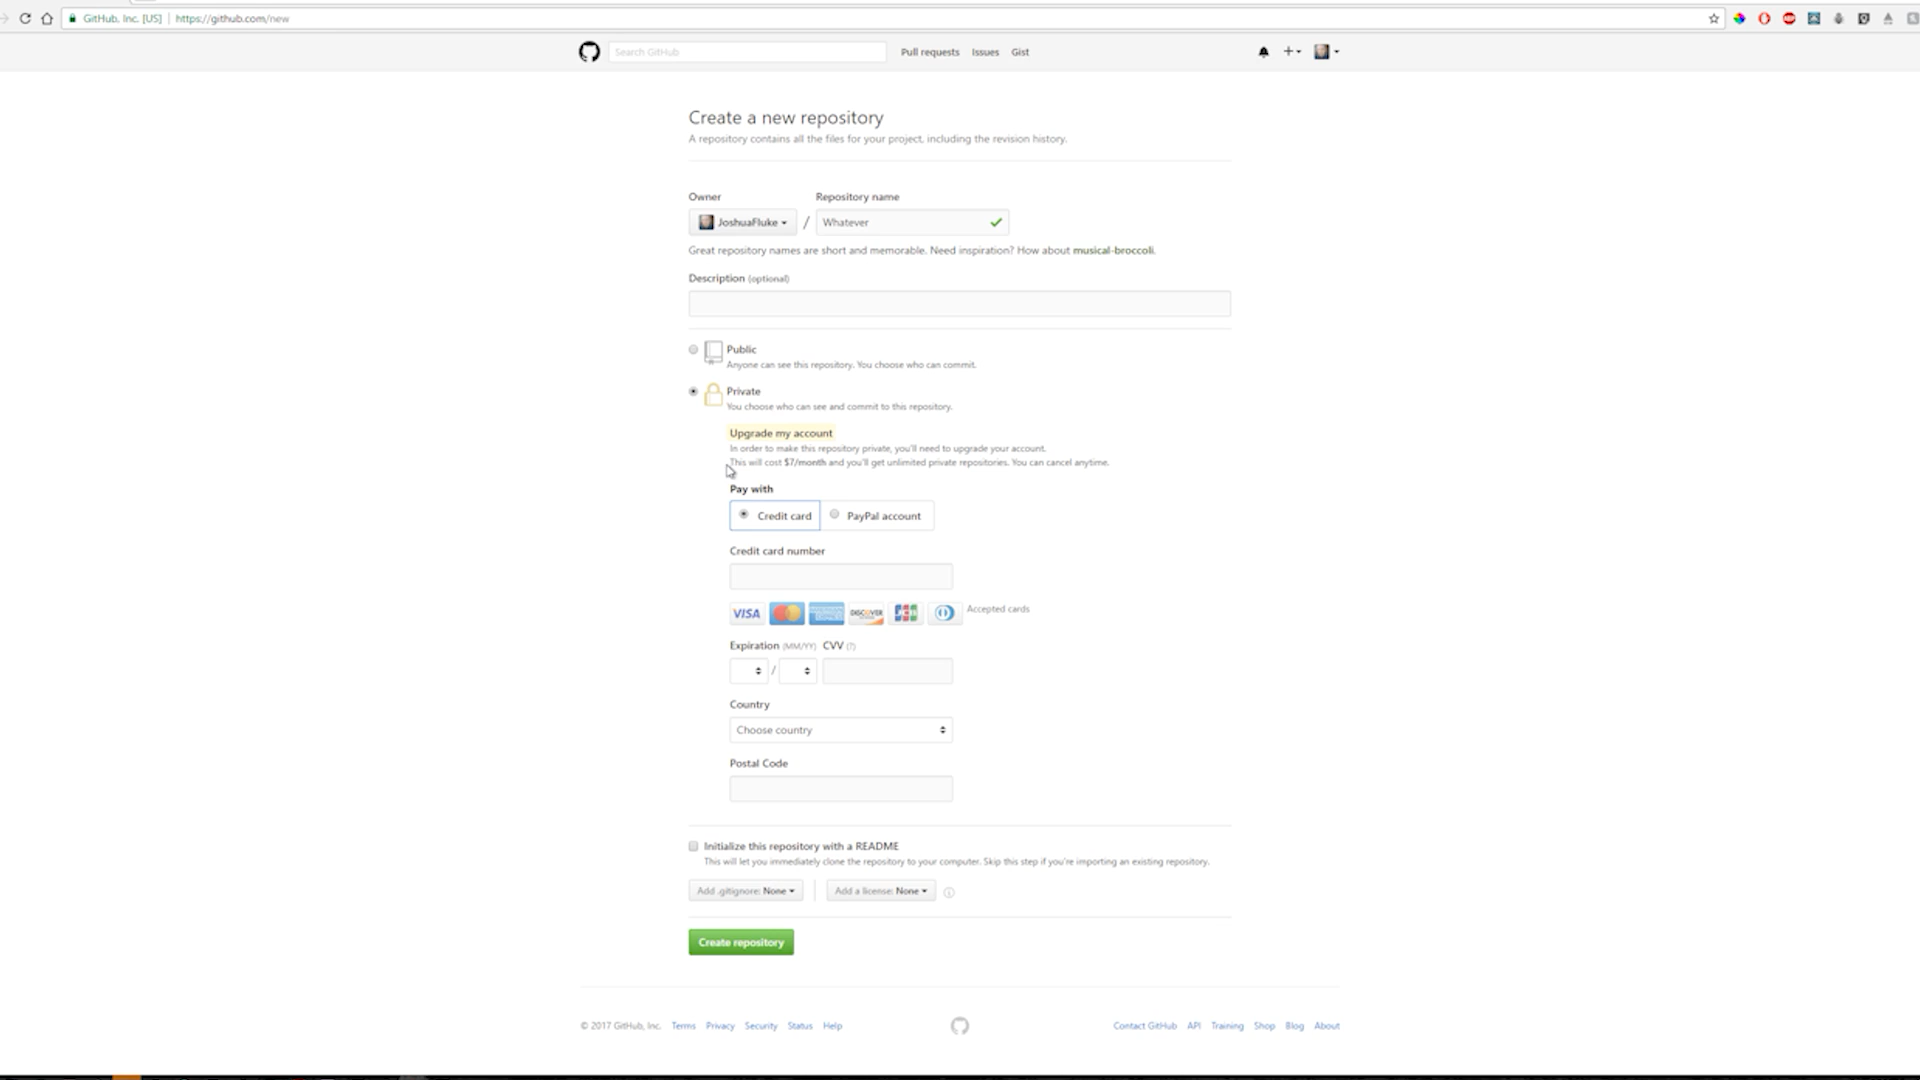 GitHub, Inc. [US] | https://github.com/new
Search GitHub
Pull requests Issues Gist
Create a new repository
A repository contains all the files for your project, including the revision history.
Owner Repository name
JoshuaFluke / Whatever
Great repository names are short and memorable. Need inspiration? How about musical-broccoli.
Description (optional)
Public
Anyone can see this repository. You choose who can commit.
Private
You choose who can see and commit to this repository.
Upgrade my account
In order to make this repository private, you'll need to upgrade your account.
This will cost $7/month and you'll get unlimited private repositories. You can cancel anytime.
Pay with
Credit card PayPal account
Credit card number
VISA DISCOVER JCB Accepted cards
Expiration (MM/YY) CVV (?)
/
Country
Choose country
Postal Code
Initialize this repository with a README
This will let you immediately clone the repository to your computer. Skip this step if you're importing an existing repository.
Add .gitignore: None Add a license: None
Create repository
© 2017 GitHub, Inc. Terms Privacy Security Status Help Contact GitHub API Training Shop Blog About